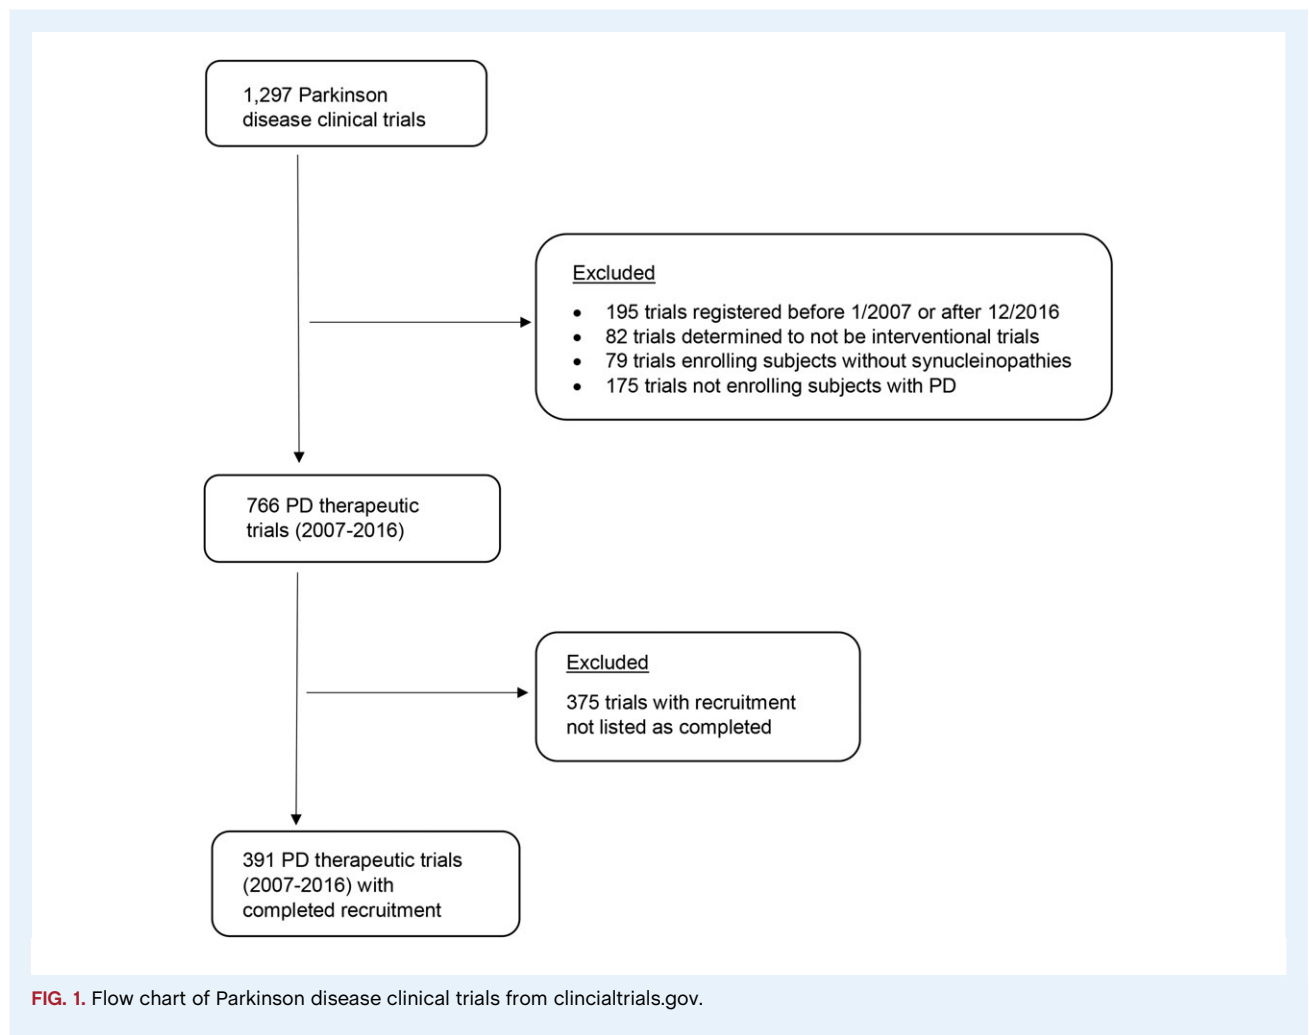 1,297 Parkinson
disease clinical trials
Excluded
• 195 trials registered before 1/2007 or after 12/2016
• 82 trials determined to not be interventional trials
• 79 trials enrolling subjects without synucleinopathies
• 175 trials not enrolling subjects with PD
766 PD therapeutic
trials (2007-2016)
Excluded
375 trials with recruitment
not listed as completed
391 PD therapeutic trials
(2007-2016) with
completed recruitment
FIG. 1. Flow chart of Parkinson disease clinical trials from clincialtrials.gov.